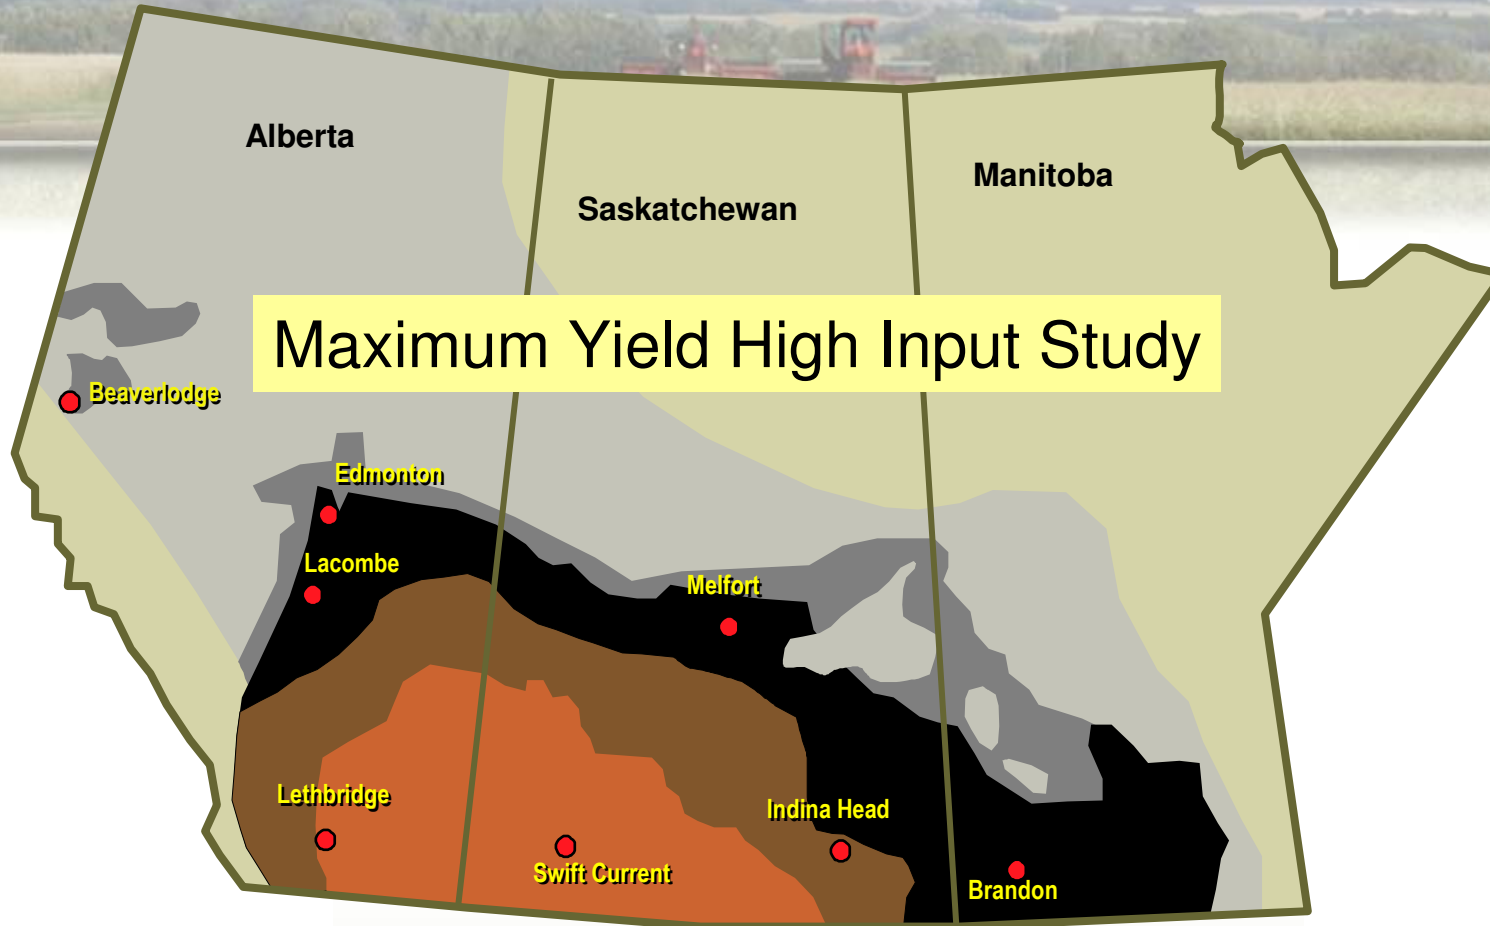 Alberta
Manitoba
Saskatchewan
Maximum Yield High Input Study
Beaverlodge
Edmonton
Lacombe
Melfort
Lethbridge
Indina Head
Swift Current
Brandon